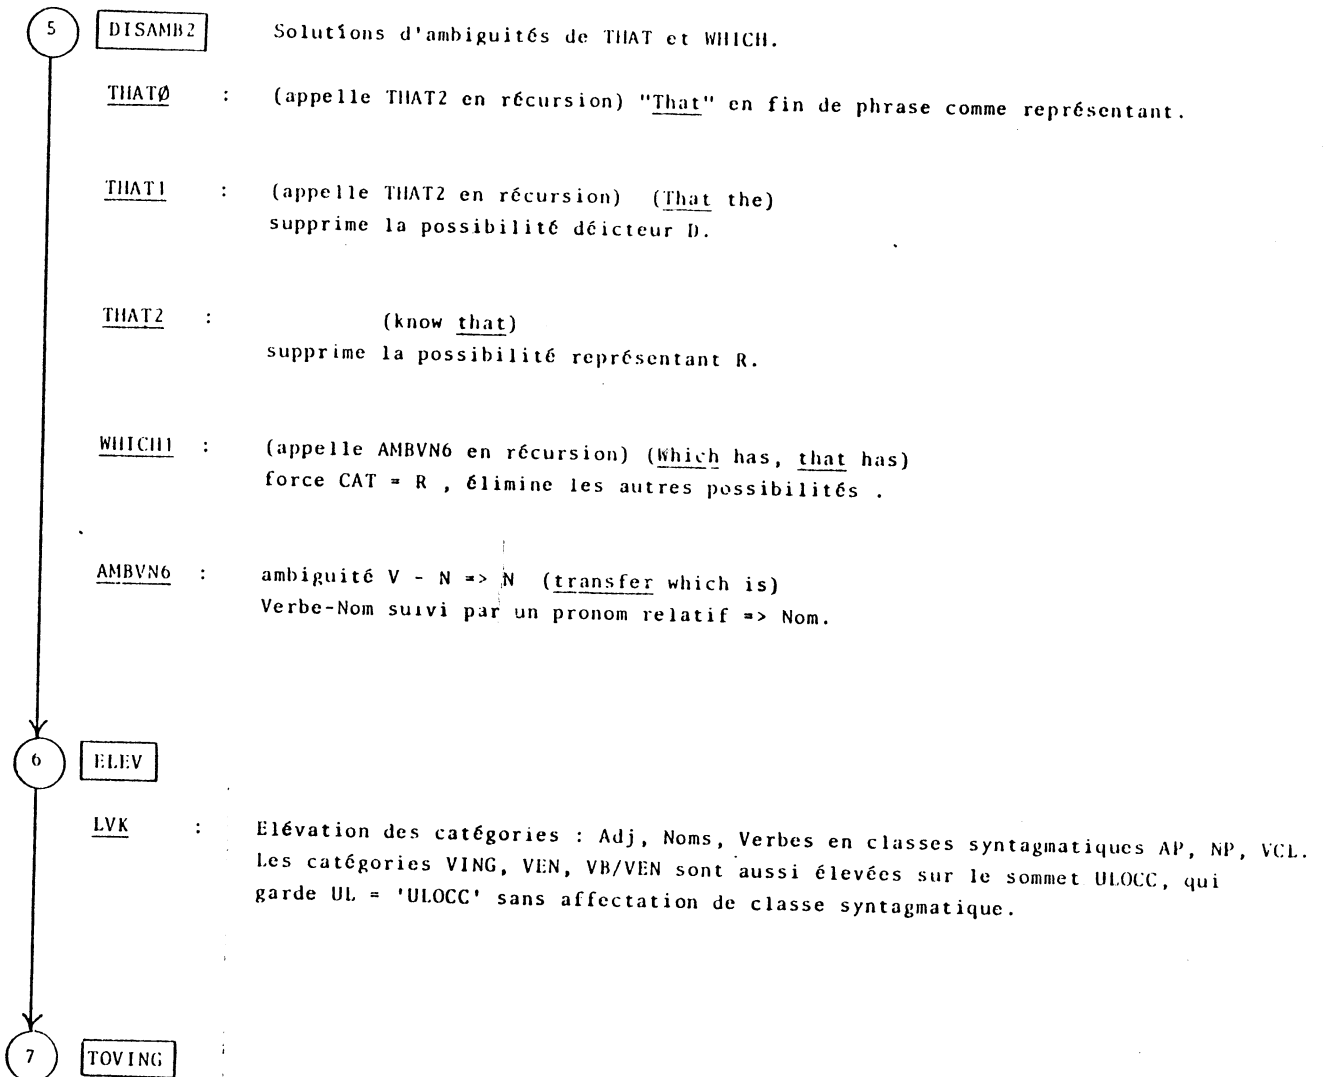 5 DISAMB2 Solutions d'ambiguités de THAT et WHICH.
THATØ : (appelle THAT2 en récursion) "That" en fin de phrase comme représentant.
THAT1 : (appelle THAT2 en récursion) (That the)
supprime la possibilité déicteur D.
THAT2 : (know that)
supprime la possibilité représentant R.
WHICH1 : (appelle AMBVN6 en récursion) (Which has, that has)
force CAT = R , élimine les autres possibilités .
AMBVN6 : ambiguité V - N => N (transfer which is)
Verbe-Nom suivi par un pronom relatif => Nom.
6 ELEV
LVK : Elévation des catégories : Adj, Noms, Verbes en classes syntagmatiques AP, NP, VCL.
Les catégories VING, VEN, VB/VEN sont aussi élevées sur le sommet ULOCC, qui
garde UL = 'ULOCC' sans affectation de classe syntagmatique.
7 TOVING